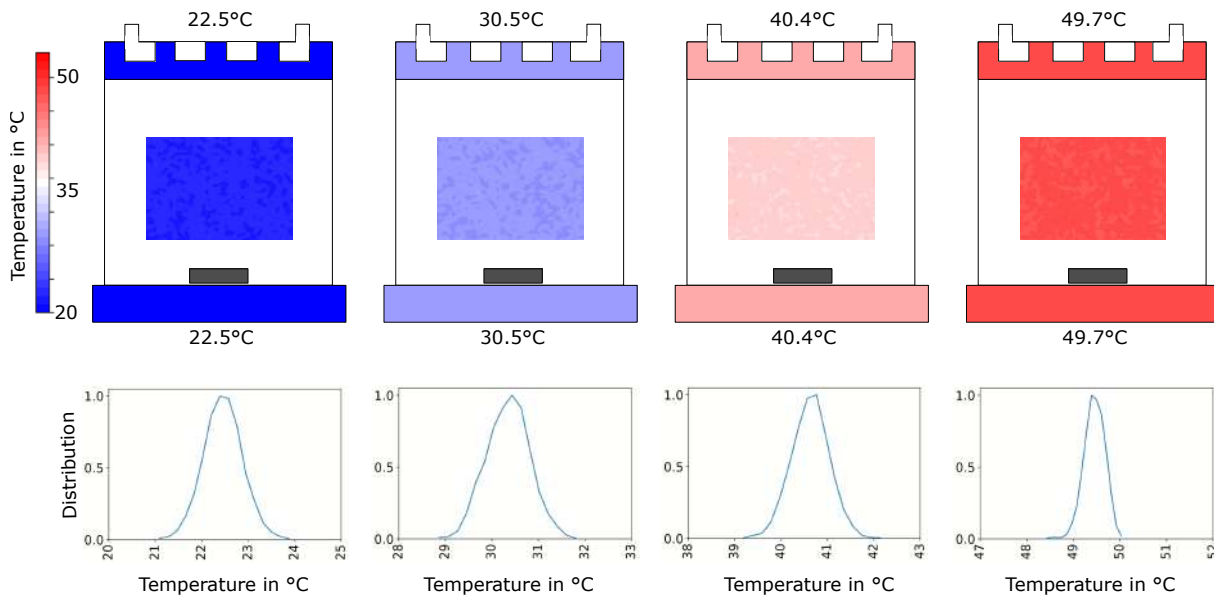 22.5°C 30.5°C 40.4°C 49.7°C
Temperature in °C
50
35
20
22.5°C 30.5°C 40.4°C 49.7°C
Distribution
1.0 1.0 1.0 1.0
0.5 0.5 0.5 0.5
0.0 0.0 0.0 0.0
20 21 22 23 24 25 28 29 30 31 32 33 38 39 40 41 42 43 47 48 49 50 51 52
Temperature in °C Temperature in °C Temperature in °C Temperature in °C